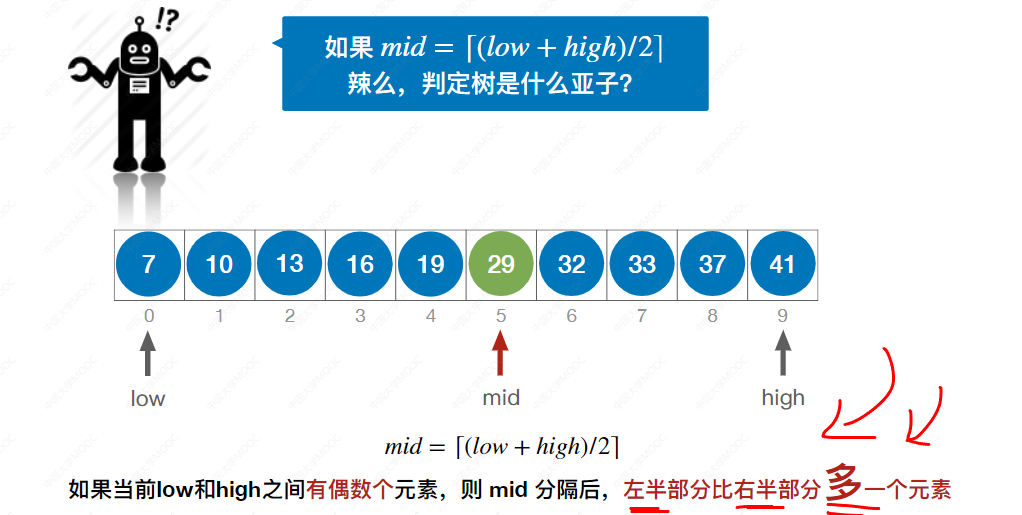 !?
如果 mid = ⌈(low + high)/2⌉
辣么，判定树是什么亚子？
7 10 13 16 19 29 32 33 37 41
0 1 2 3 4 5 6 7 8 9
low mid high
mid = ⌈(low + high)/2⌉
如果当前low和high之间有偶数个元素，则 mid 分隔后，左半部分比右半部分多一个元素